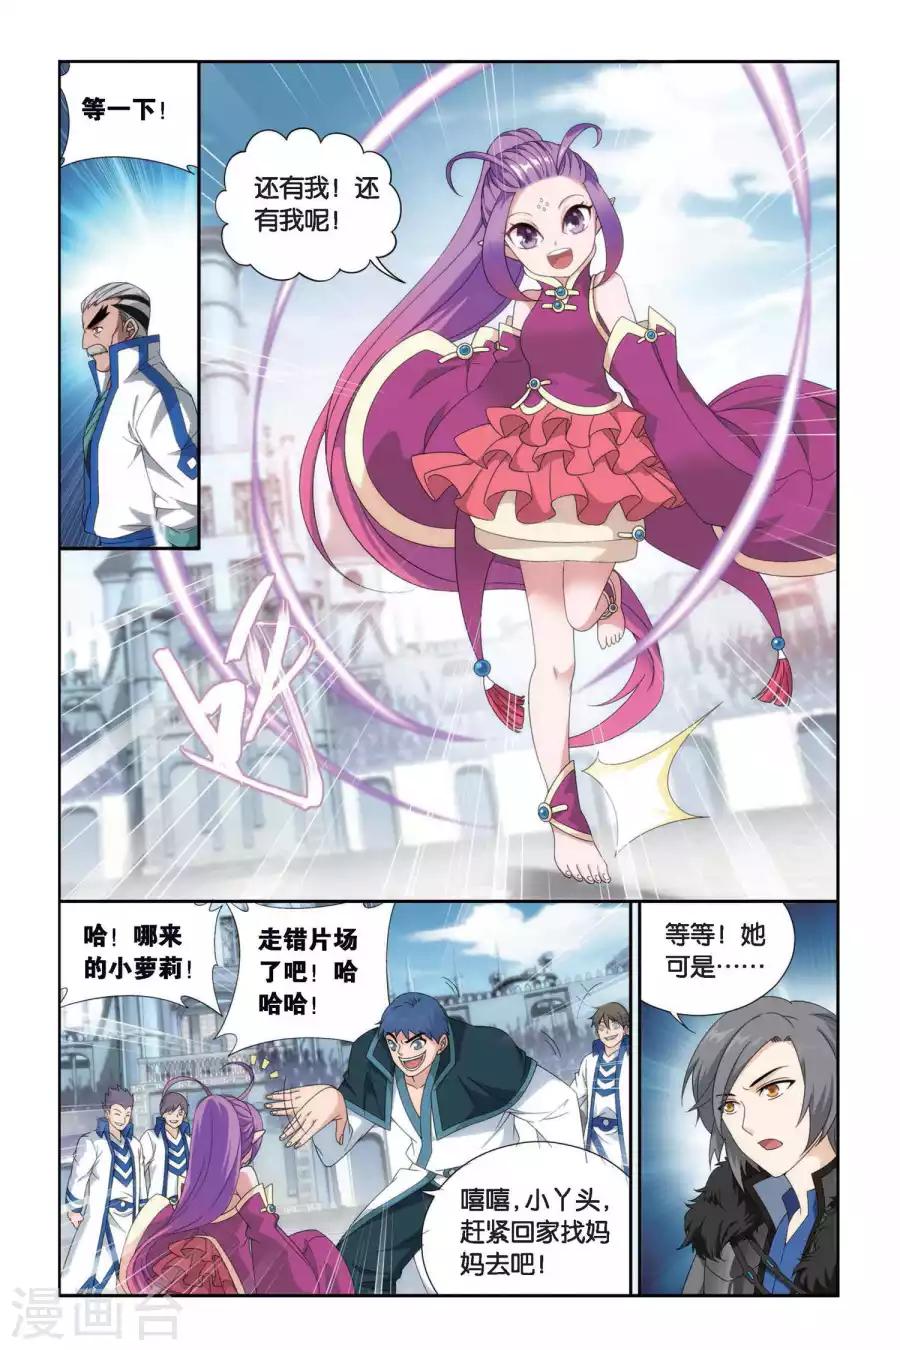 等一下！
还有我！还
有我呢！
哈！哪来
的小萝莉！
走错片场
了吧！哈
哈哈！
嘻嘻，小丫头，
赶紧回家找妈
妈去吧！
等等！她
可是……
漫画台